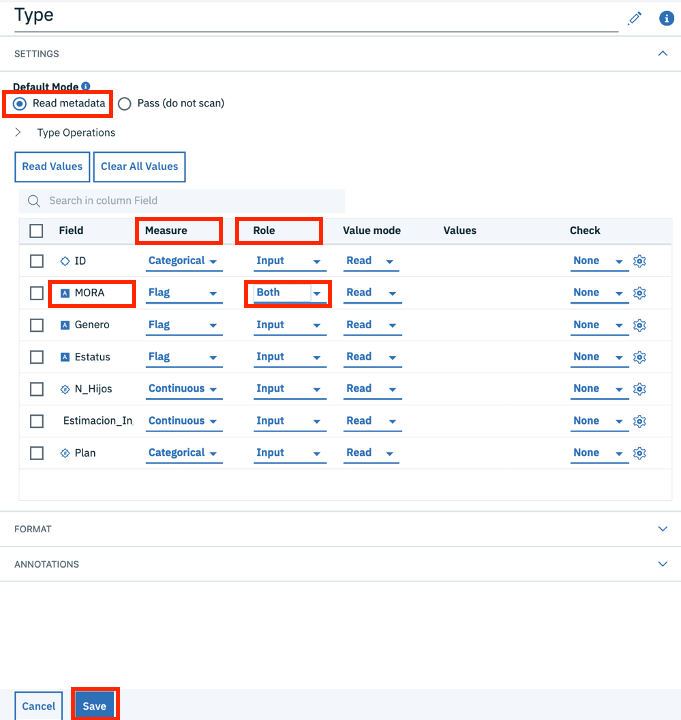 Type
SETTINGS
Default Mode
Read metadata Pass (do not scan)
Type Operations
Read Values Clear All Values
Search in column Field
Field Measure Role Value mode Values Check
ID Categorical Input Read None
A MORA Flag Both Read None
A Genero Flag Input Read None
A Estatus Flag Input Read None
N_Hijos Continuous Input Read None
Estimacion_In Continuous Input Read None
Plan Categorical Input Read None
FORMAT
ANNOTATIONS
Cancel Save